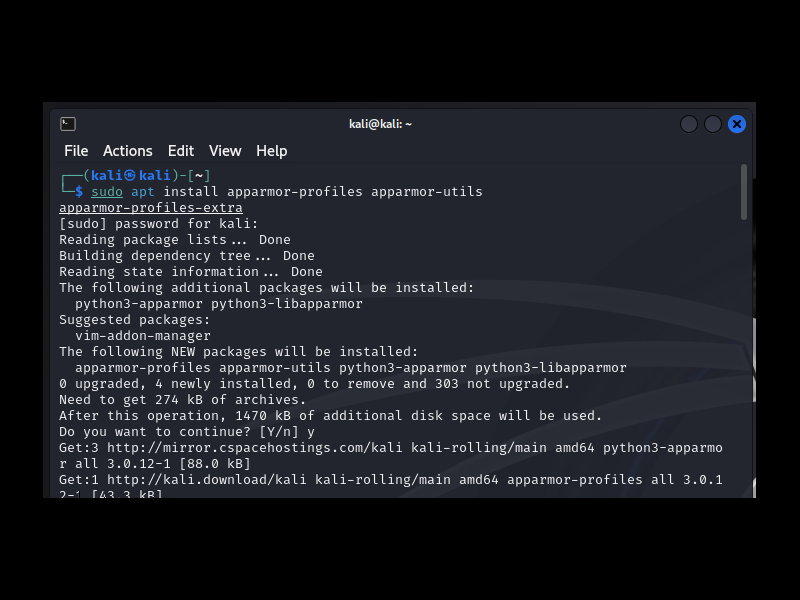 kali@kali: ~
File Actions Edit View Help
┌──(kali㉿kali)-[~]
└─$ sudo apt install apparmor-profiles apparmor-utils
apparmor-profiles-extra
[sudo] password for kali:
Reading package lists... Done
Building dependency tree... Done
Reading state information... Done
The following additional packages will be installed:
python3-apparmor python3-libapparmor
Suggested packages:
vim-addon-manager
The following NEW packages will be installed:
apparmor-profiles apparmor-utils python3-apparmor python3-libapparmor
0 upgraded, 4 newly installed, 0 to remove and 303 not upgraded.
Need to get 274 kB of archives.
After this operation, 1470 kB of additional disk space will be used.
Do you want to continue? [Y/n] y
Get:3 http://mirror.cspacehostings.com/kali kali-rolling/main amd64 python3-apparmo
r all 3.0.12-1 [88.0 kB]
Get:1 http://kali.download/kali kali-rolling/main amd64 apparmor-profiles all 3.0.1
2-1 [43.3 kB]